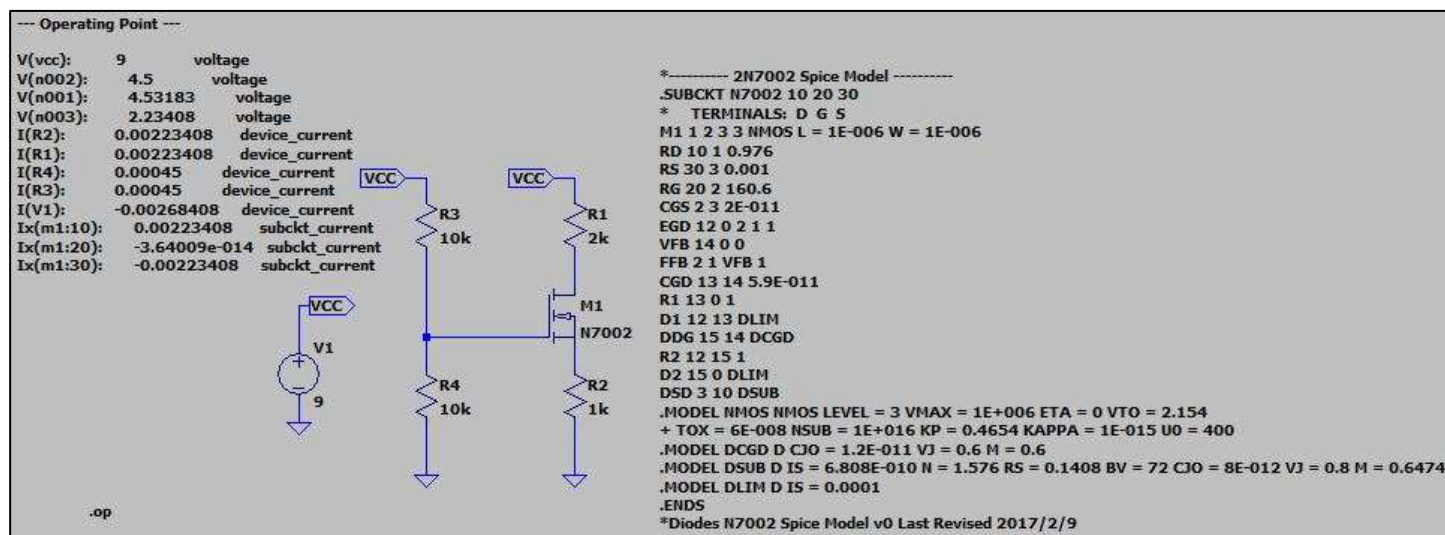 --- Operating Point ---
V(vcc): 9 voltage
V(n002): 4.5 voltage
V(n001): 4.53183 voltage
V(n003): 2.23408 voltage
I(R2): 0.00223408 device_current
I(R1): 0.00223408 device_current
I(R4): 0.00045 device_current
I(R3): 0.00045 device_current
I(V1): -0.00268408 device_current
Ix(m1:10): 0.00223408 subckt_current
Ix(m1:20): -3.64009e-014 subckt_current
Ix(m1:30): -0.00223408 subckt_current
VCC
VCC
R3
10k
R1
2k
M1
N7002
VCC
V1
9
R4
10k
R2
1k
.op
*---------- 2N7002 Spice Model ----------
.SUBCKT N7002 10 20 30
* TERMINALS: D G S
M1 1 2 3 3 NMOS L = 1E-006 W = 1E-006
RD 10 1 0.976
RS 30 3 0.001
RG 20 2 160.6
CGS 2 3 2E-011
EGD 12 0 2 1 1
VFB 14 0 0
FFB 2 1 VFB 1
CGD 13 14 5.9E-011
R1 13 0 1
D1 12 13 DLIM
DDG 15 14 DCGD
R2 12 15 1
D2 15 0 DLIM
DSD 3 10 DSUB
.MODEL NMOS NMOS LEVEL = 3 VMAX = 1E+006 ETA = 0 VTO = 2.154
+ TOX = 6E-008 NSUB = 1E+016 KP = 0.4654 KAPPA = 1E-015 U0 = 400
.MODEL DCGD D CJO = 1.2E-011 VJ = 0.6 M = 0.6
.MODEL DSUB D IS = 6.808E-010 N = 1.576 RS = 0.1408 BV = 72 CJO = 8E-012 VJ = 0.8 M = 0.6474
.MODEL DLIM D IS = 0.0001
.ENDS
*Diodes N7002 Spice Model v0 Last Revised 2017/2/9